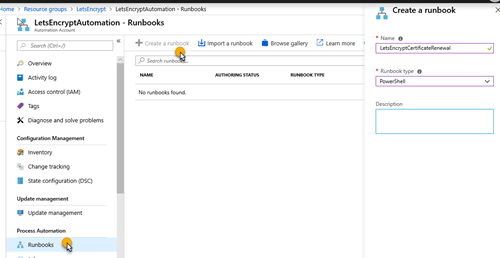 Home > Resource groups > LetsEncrypt > LetsEncryptAutomation - Runbooks
LetsEncryptAutomation - Runbooks
Automation Account
Search (Ctrl+/)
Overview
Activity log
Access control (IAM)
Tags
Diagnose and solve problems
Configuration Management
Inventory
Change tracking
State configuration (DSC)
Update management
Update management
Process Automation
Runbooks
+ Create a runbook
Import a runbook
Browse gallery
Learn more
Search runbooks...
NAME AUTHORING STATUS RUNBOOK TYPE
No runbooks found.
Create a runbook
* Name
LetsEncryptCertificateRenewal
* Runbook type
PowerShell
Description